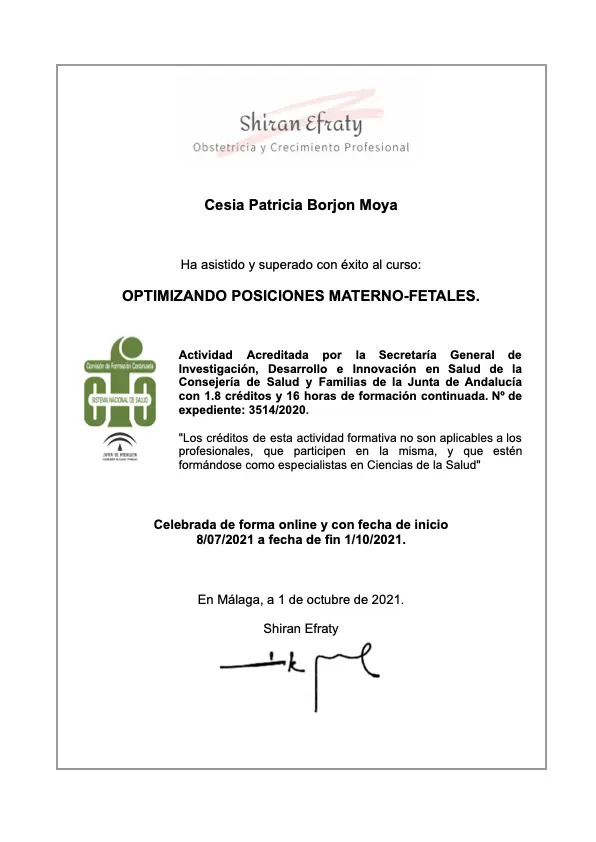 Shiran Efraty
Obstetricia y Crecimiento Profesional
Cesia Patricia Borjon Moya
Ha asistido y superado con éxito al curso:
OPTIMIZANDO POSICIONES MATERNO-FETALES.
Comisión de Formación Continuada
SISTEMA NACIONAL DE SALUD
JUNTA DE ANDALUCIA
Actividad Acreditada por la Secretaría General de
Investigación, Desarrollo e Innovación en Salud de la
Consejería de Salud y Familias de la Junta de Andalucía
con 1.8 créditos y 16 horas de formación continuada. Nº de
expediente: 3514/2020.
"Los créditos de esta actividad formativa no son aplicables a los
profesionales, que participen en la misma, y que estén
formándose como especialistas en Ciencias de la Salud"
Celebrada de forma online y con fecha de inicio
8/07/2021 a fecha de fin 1/10/2021.
En Málaga, a 1 de octubre de 2021.
Shiran Efraty